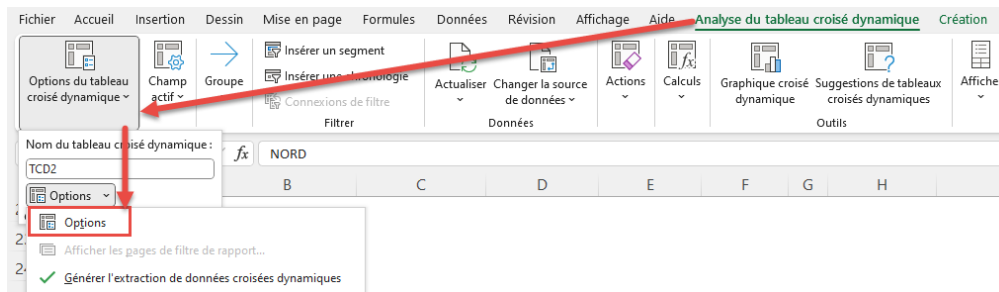 Fichier Accueil Insertion Dessin Mise en page Formules Données Révision Affichage Aide Analyse du tableau croisé dynamique Création
Options du tableau croisé dynamique
Champ actif
Groupe
Insérer un segment
Insérer une chronologie
Connexions de filtre
Filtrer
Actualiser
Changer la source de données
Données
Actions
Calculs
Graphique croisé dynamique
Suggestions de tableaux croisés dynamiques
Outils
Affiche
Nom du tableau croisé dynamique :
TCD2
Options
fx NORD
B C D E F G H
Options
Afficher les pages de filtre de rapport...
Générer l'extraction de données croisées dynamiques